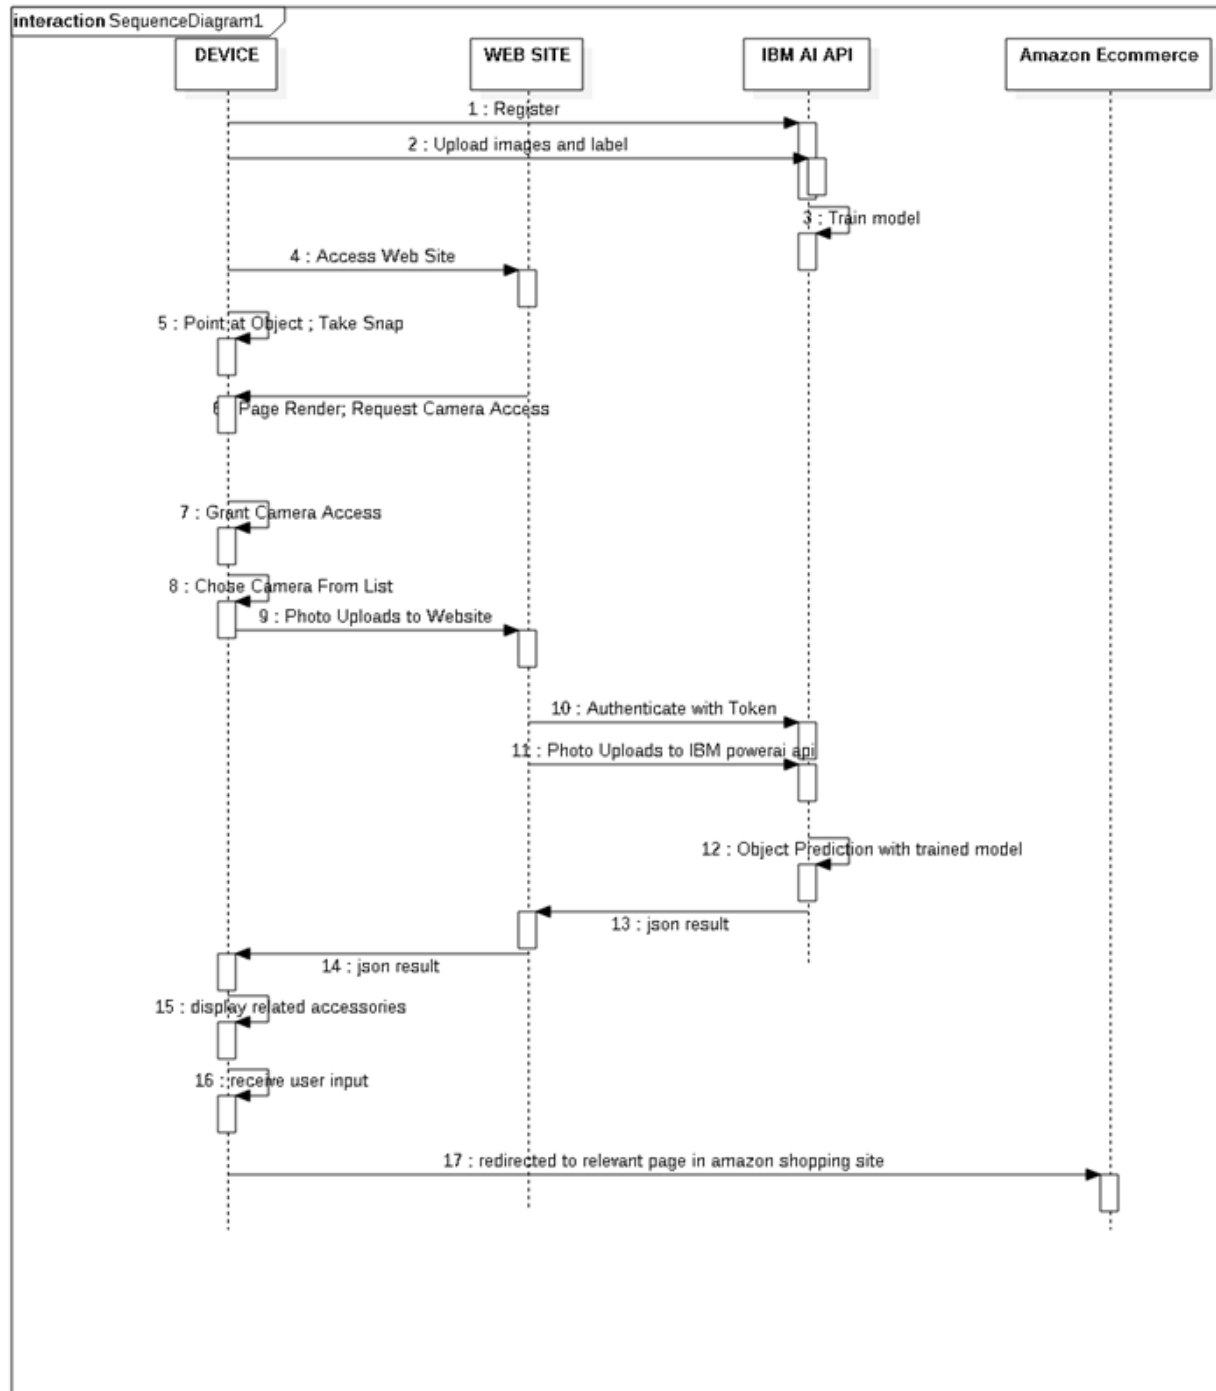 interaction SequenceDiagram1
DEVICE
WEB SITE
IBM AI API
Amazon Ecommerce
1 : Register
2 : Upload images and label
3 : Train model
4 : Access Web Site
5 : Point at Object ; Take Snap
6 : Page Render; Request Camera Access
7 : Grant Camera Access
8 : Chose Camera From List
9 : Photo Uploads to Website
10 : Authenticate with Token
11 : Photo Uploads to IBM powerai api
12 : Object Prediction with trained model
13 : json result
14 : json result
15 : display related accessories
16 : receive user input
17 : redirected to relevant page in amazon shopping site